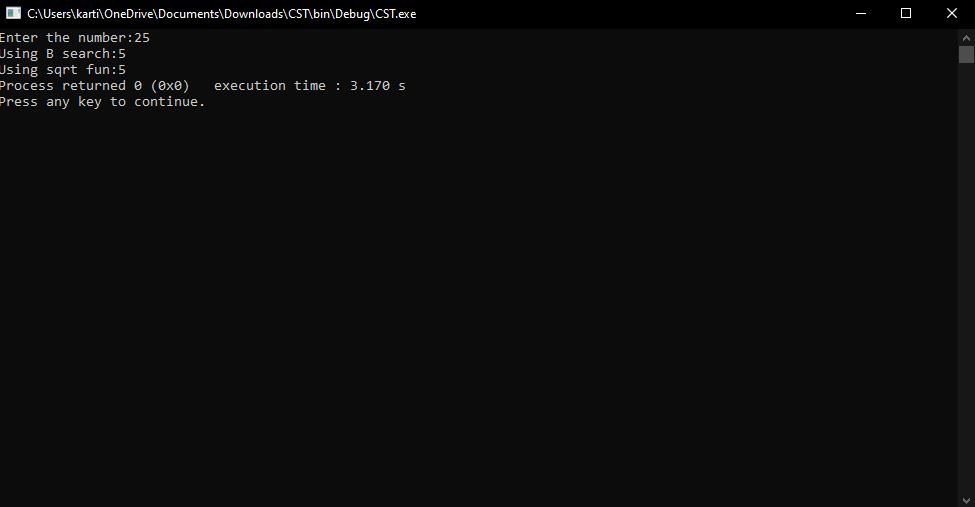 C:\Users\karti\OneDrive\Documents\Downloads\CST\bin\Debug\CST.exe
Enter the number:25
Using B search:5
Using sqrt fun:5
Process returned 0 (0x0)   execution time : 3.170 s
Press any key to continue.